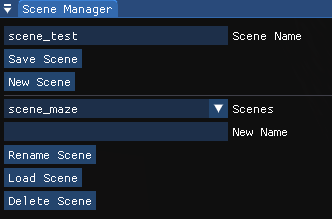 Scene Manager
scene_test Scene Name
Save Scene
New Scene
scene_maze Scenes
New Name
Rename Scene
Load Scene
Delete Scene